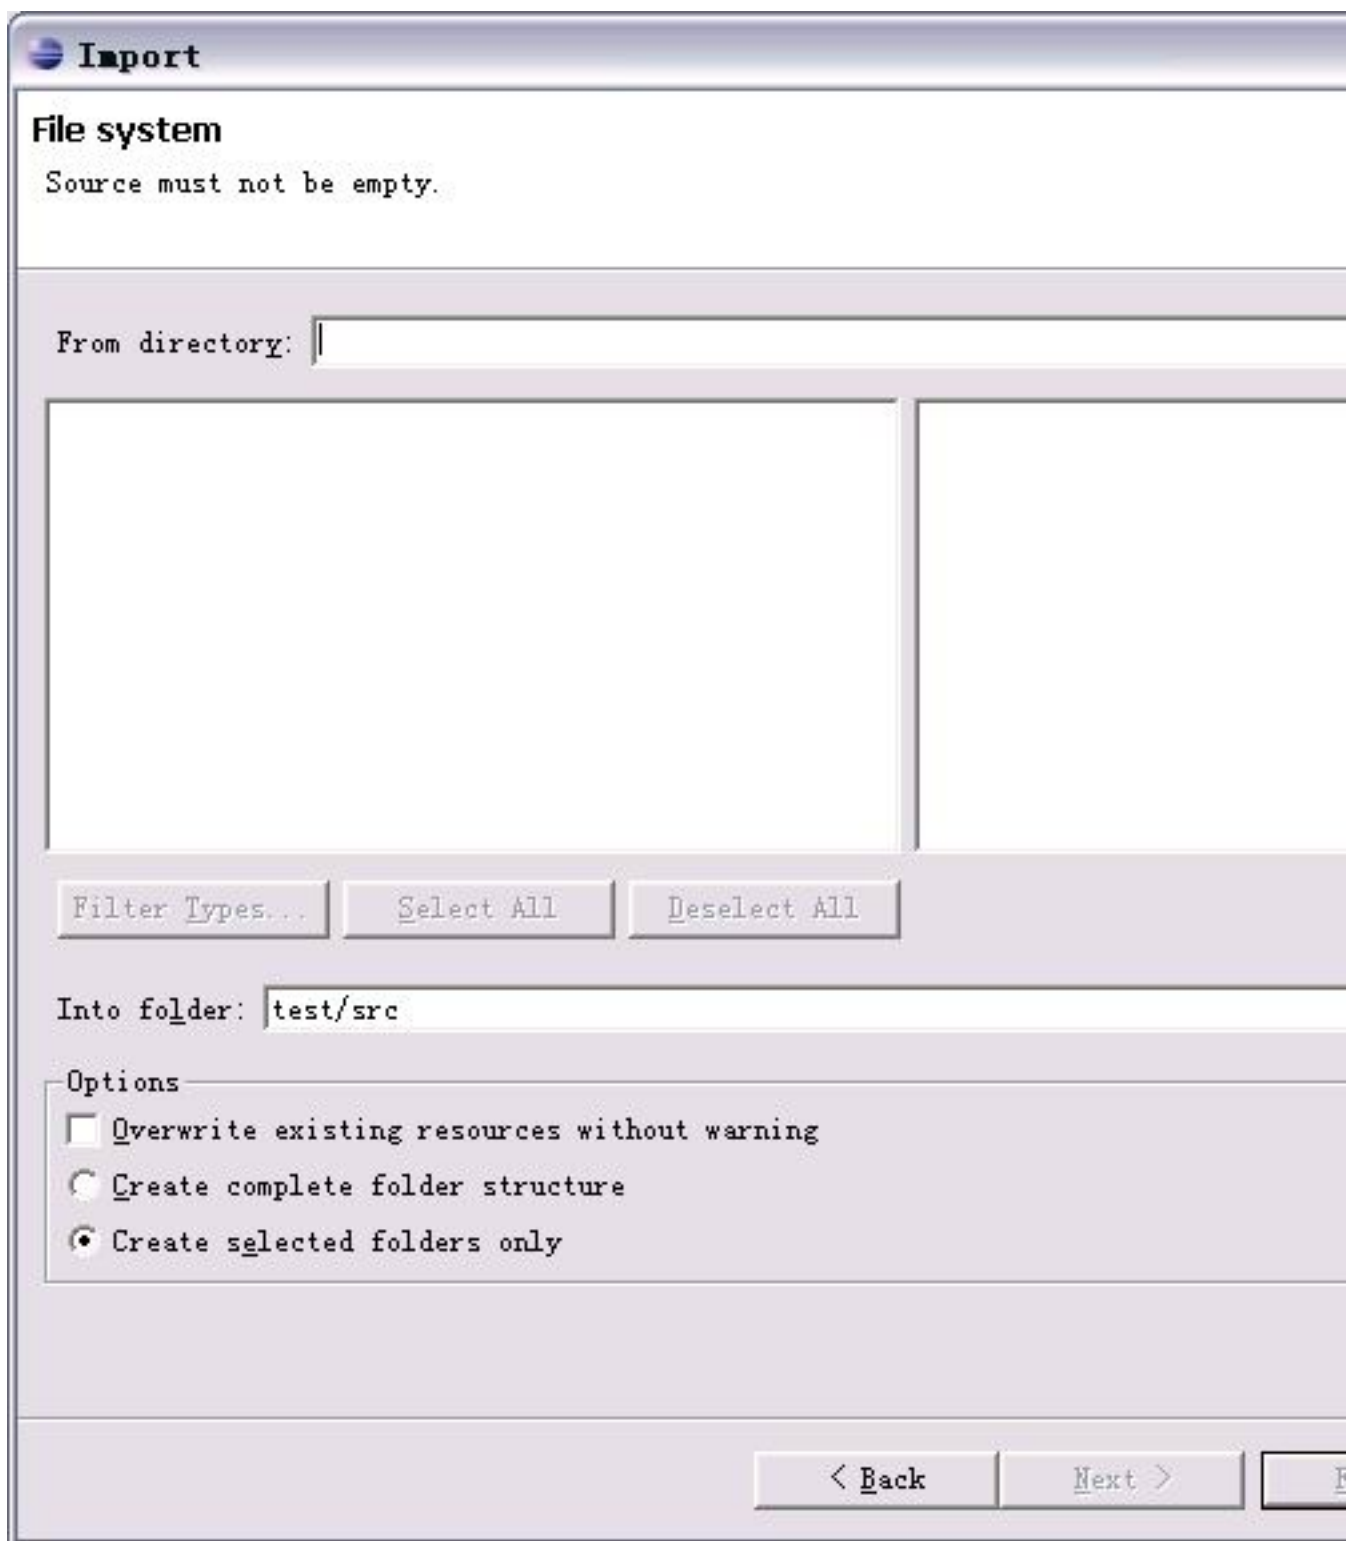 Import
File system
Source must not be empty.
From directory:
Filter Types... Select All Deselect All
Into folder: test/src
Options
Overwrite existing resources without warning
Create complete folder structure
Create selected folders only
< Back Next >